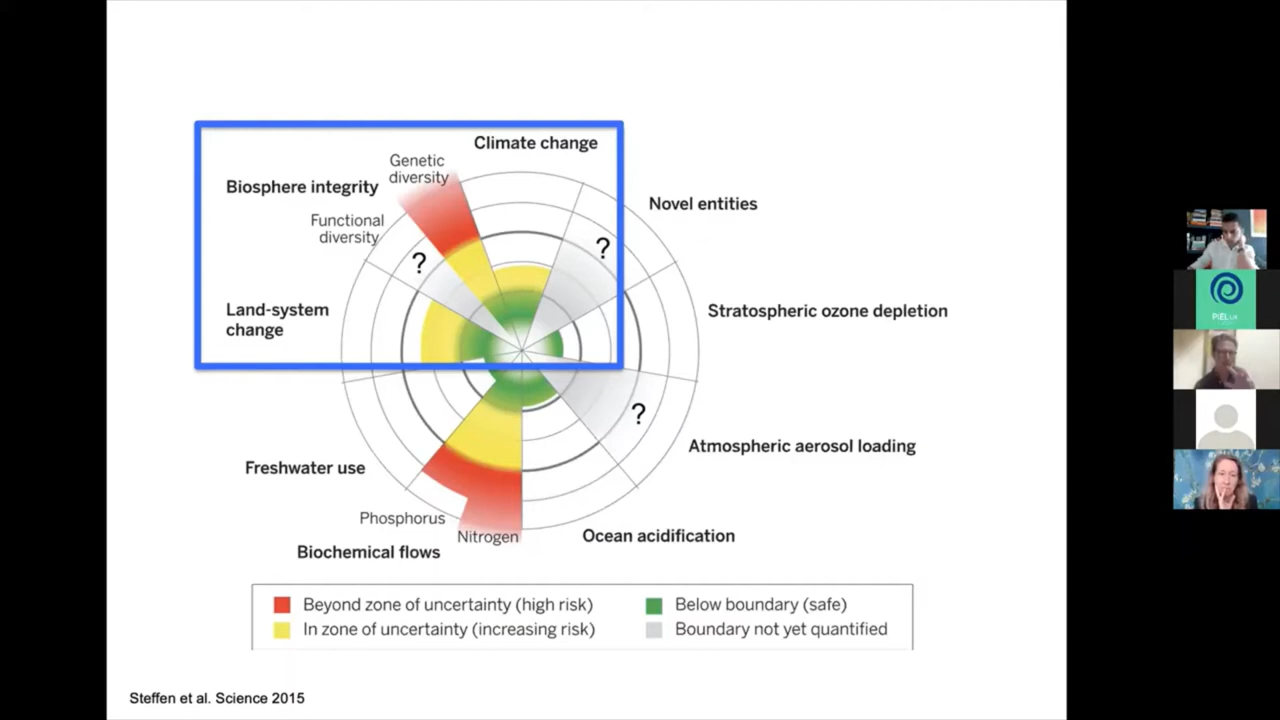 Climate change
Genetic
diversity
Biosphere integrity
Functional
diversity
Novel entities
?
?
Land-system
change
Stratospheric ozone depletion
?
Atmospheric aerosol loading
Freshwater use
Phosphorus
Nitrogen
Ocean acidification
Biochemical flows
Beyond zone of uncertainty (high risk)
Below boundary (safe)
In zone of uncertainty (increasing risk)
Boundary not yet quantified
Steffen et al. Science 2015